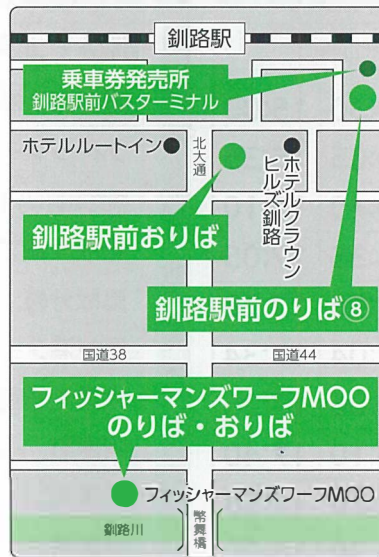 釧路駅
乗車券発売所
釧路駅前バスターミナル
ホテルルートイン
北大通
ホテルクラウン
ヒルズ釧路
釧路駅前おりば
釧路駅前のりば⑧
国道38
国道44
フィッシャーマンズワーフMOO
のりば・おりば
フィッシャーマンズワーフMOO
釧路川
幣舞橋